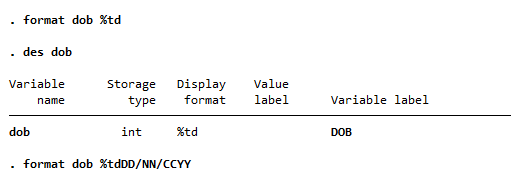 . format dob %td
. des dob
Variable Storage Display Value
name type format label Variable label
dob int %td DOB
. format dob %tdDD/NN/CCYY